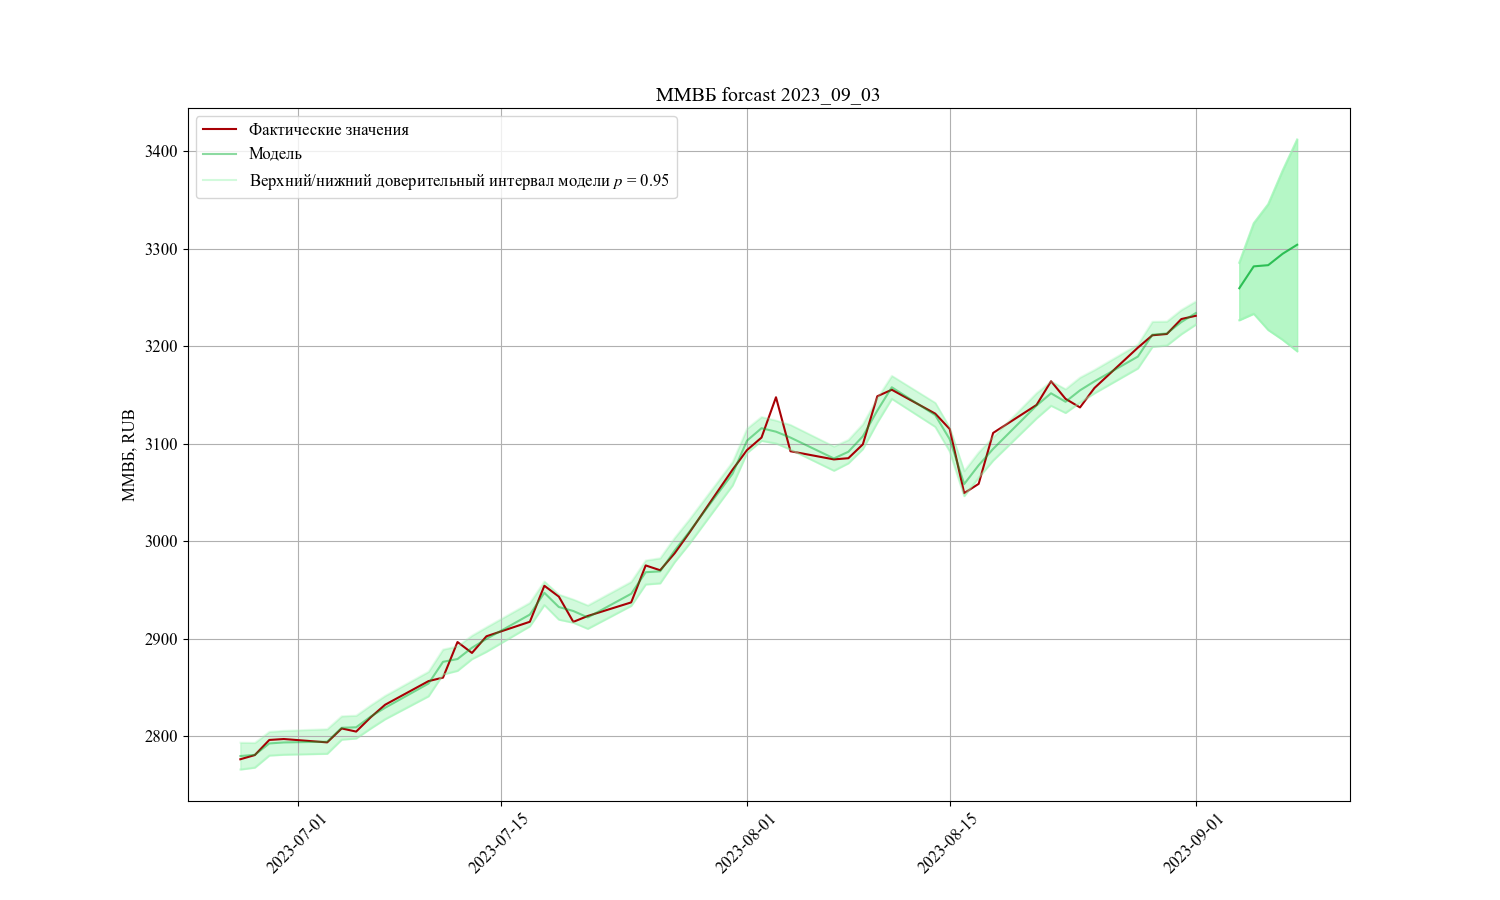 ММВБ forcast 2023_09_03
Фактические значения
Модель
Верхний/нижний доверительный интервал модели p = 0.95
ММВБ, RUB
3400
3300
3200
3100
3000
2900
2800
2023-07-01
2023-07-15
2023-08-01
2023-08-15
2023-09-01